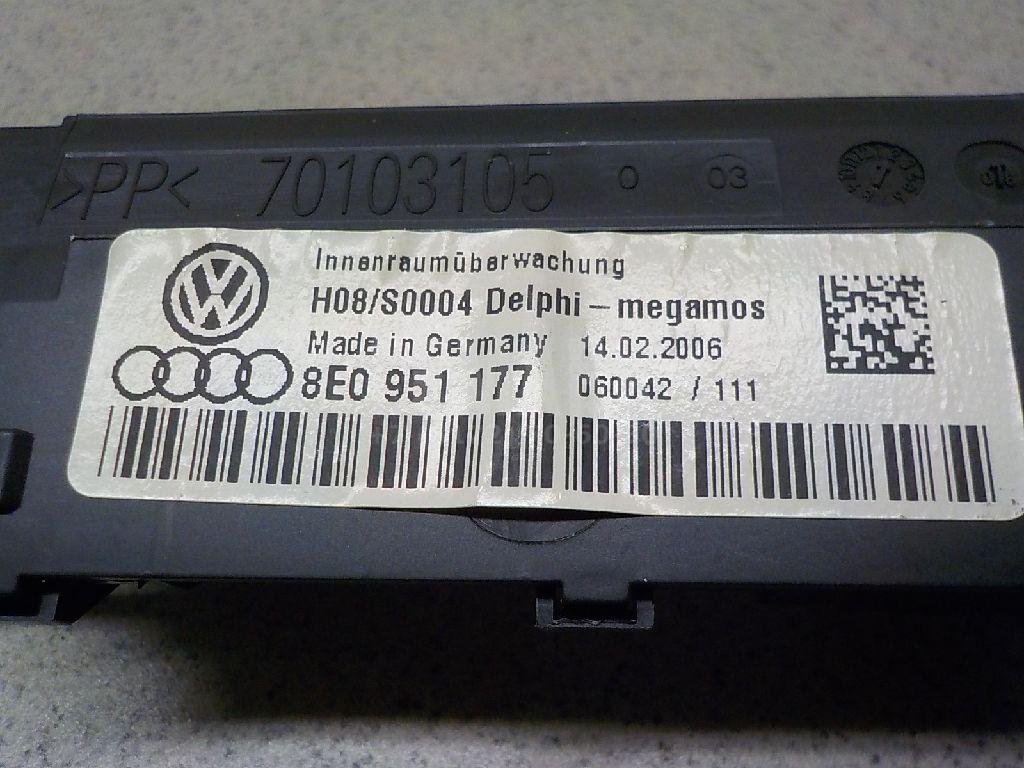 >PP< 70103105 0 03
Innenraumüberwachung
H08/S0004 Delphi-megamos
Made in Germany 14.02.2006
8E0 951 177 060042 / 111